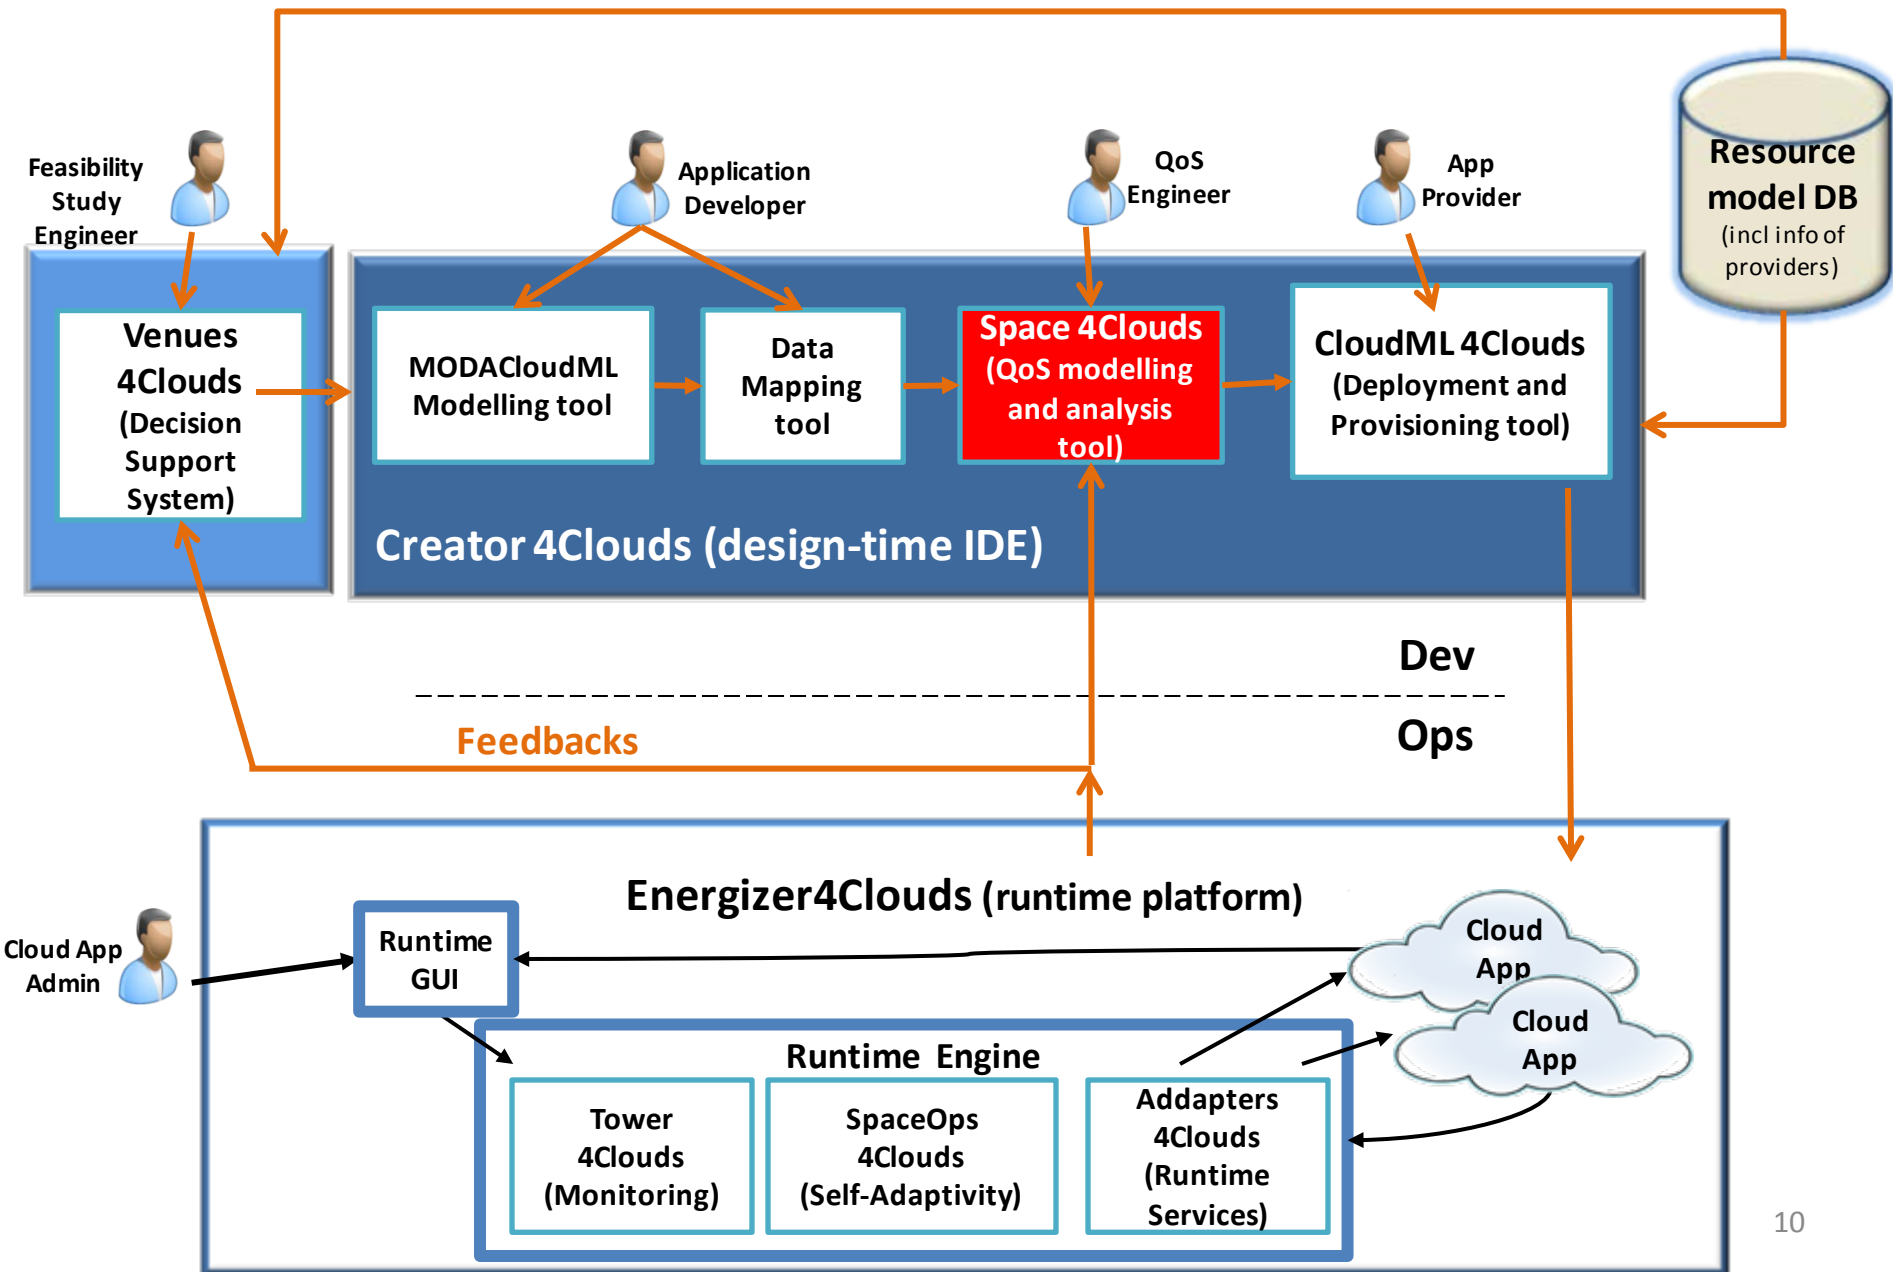 Feasibility
Study
Engineer
Application
Developer
QoS
Engineer
App
Provider
Resource
model DB
(incl info of
providers)
Venues
4Clouds
(Decision
Support
System)
MODACloudML
Modelling tool
Data
Mapping
tool
Space 4Clouds
(QoS modelling
and analysis
tool)
CloudML 4Clouds
(Deployment and
Provisioning tool)
Creator 4Clouds (design-time IDE)
Dev
Feedbacks
Ops
Energizer4Clouds (runtime platform)
Cloud App
Admin
Runtime
GUI
Cloud
App
Cloud
App
Runtime Engine
Tower
4Clouds
(Monitoring)
SpaceOps
4Clouds
(Self-Adaptivity)
Addapters
4Clouds
(Runtime
Services)
10